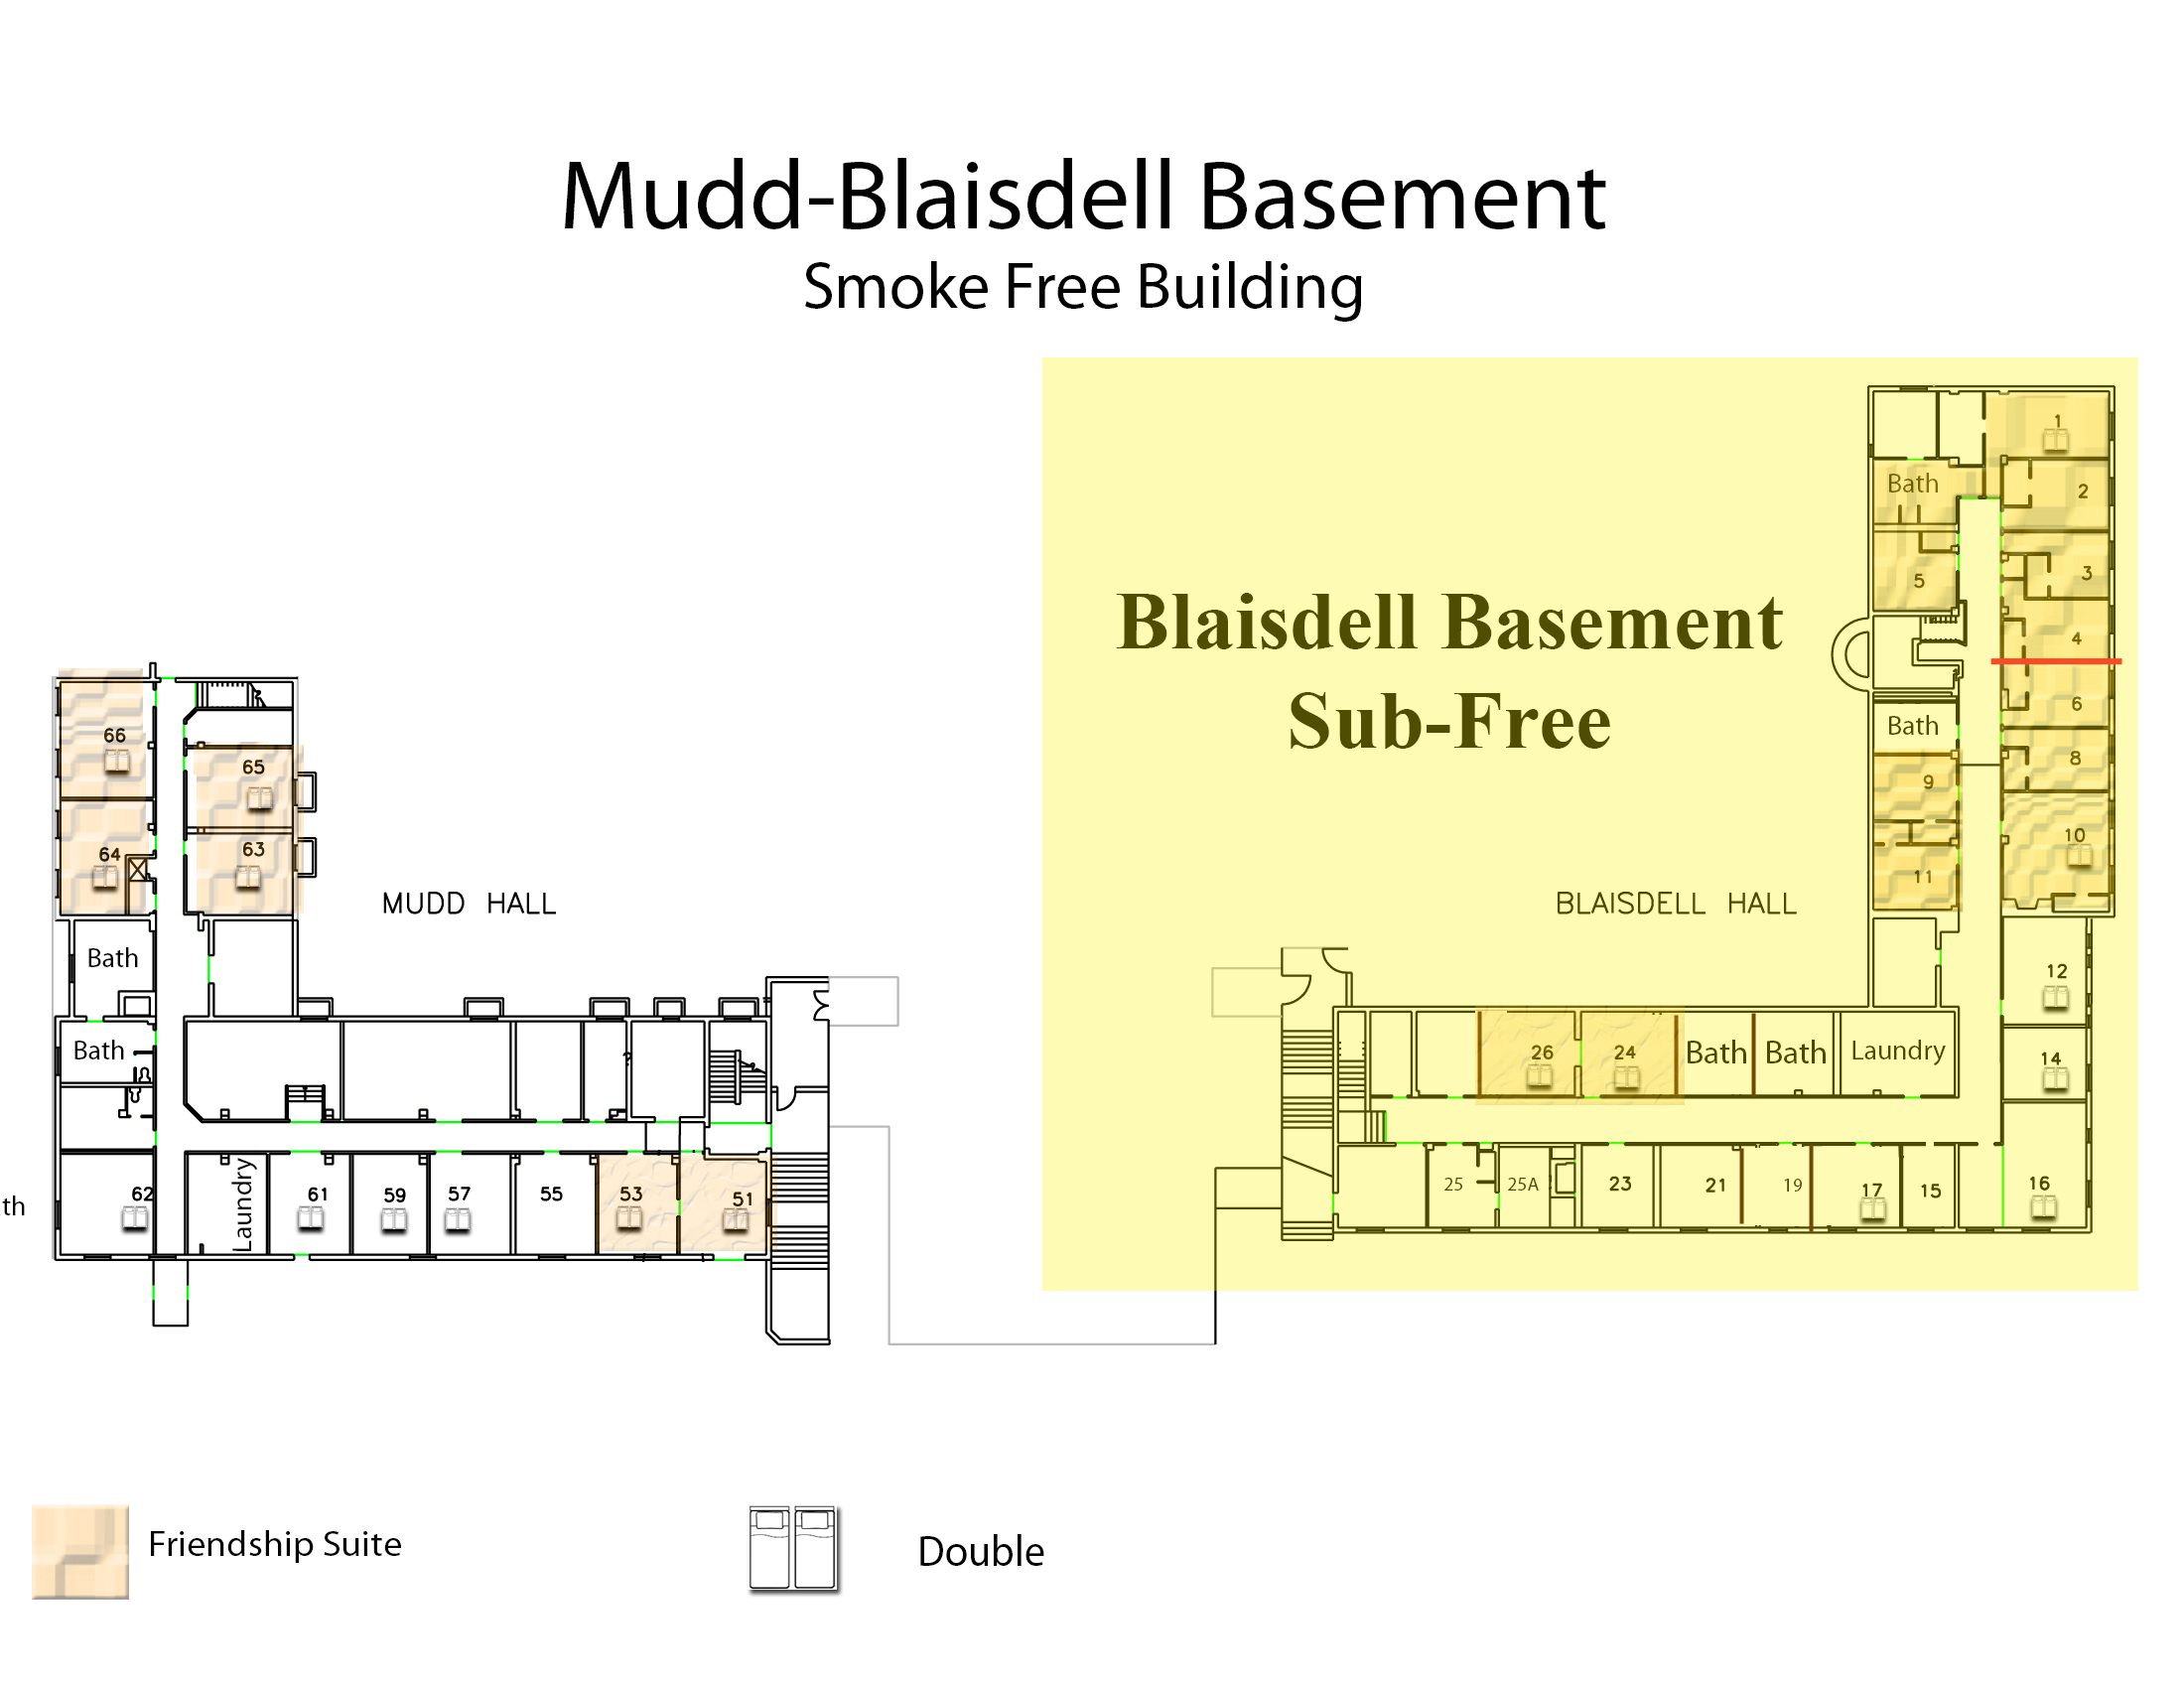 Mudd-Blaisdell Basement
Smoke Free Building
Blaisdell Basement
Sub-Free
MUDD HALL
66
65
64
63
Bath
Bath
62
Laundry
61
59
57
55
53
51
th
BLAISDELL HALL
1
Bath
2
5
3
4
6
Bath
8
9
10
11
12
14
26
24
Bath
Bath
Laundry
25
25A
23
21
19
17
15
16
Friendship Suite
Double